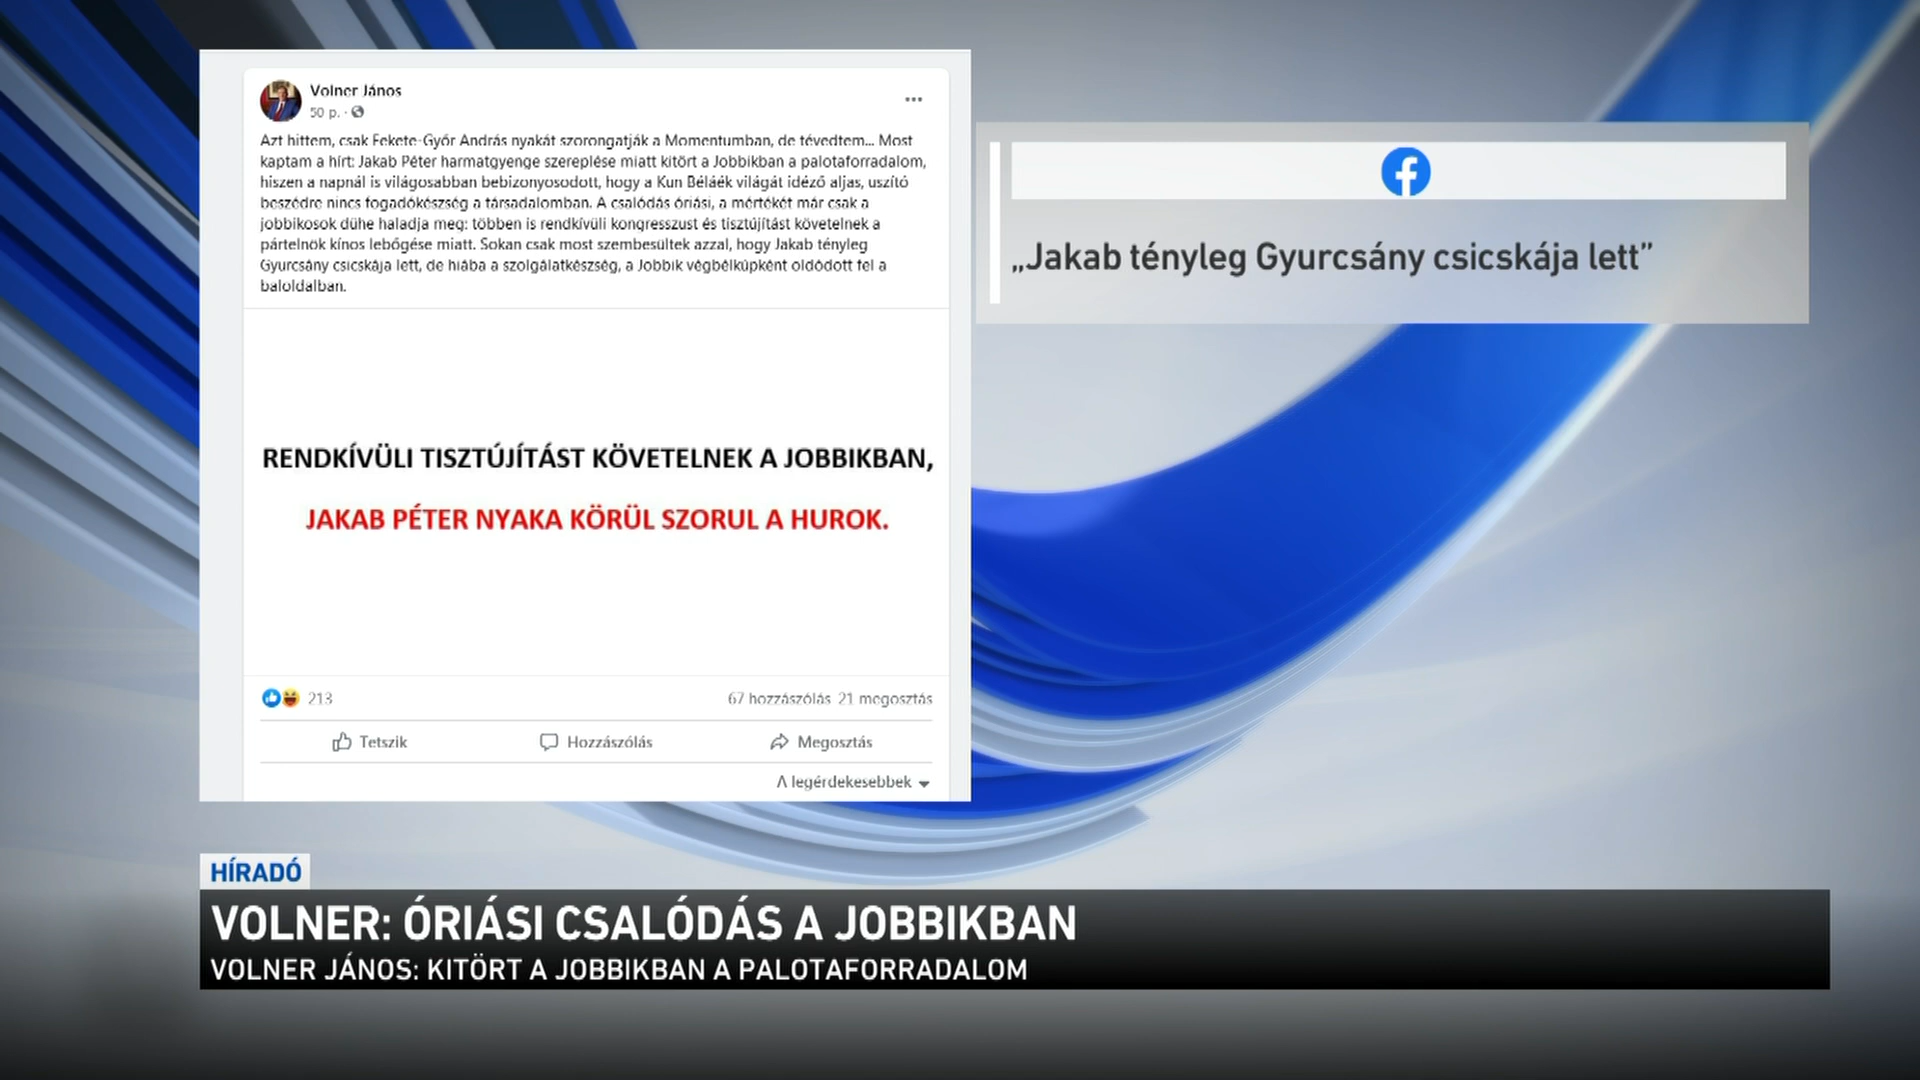 Volner János
50 p. ·
Azt hittem, csak Fekete-Győr András nyakát szorongatják a Momentumban, de tévedtem... Most
kaptam a hírt: Jakab Péter harmatgyenge szereplése miatt kitört a Jobbikban a palotaforradalom,
hiszen a napnál is világosabban bebizonyosodott, hogy a Kun Béláék világát idéző aljas, uszító
beszédre nincs fogadókészség a társadalomban. A csalódás óriási, a mértékét már csak a
jobbikosok dühe haladja meg: többen is rendkívüli kongresszust és tisztújítást követelnek a
pártelnök kínos lebőgése miatt. Sokan csak most szembesültek azzal, hogy Jakab tényleg
Gyurcsány csicskája lett, de hiába a szolgálatkészség, a Jobbik végbélkúpként oldódott fel a
baloldalban.
RENDKÍVÜLI TISZTÚJÍTÁST KÖVETELNEK A JOBBIKBAN,
JAKAB PÉTER NYAKA KÖRÜL SZORUL A HUROK.
213
67 hozzászólás 21 megosztás
Tetszik Hozzászólás Megosztás
A legérdekesebbek
„Jakab tényleg Gyurcsány csicskája lett”
HÍRADÓ
VOLNER: ÓRIÁSI CSALÓDÁS A JOBBIKBAN
VOLNER JÁNOS: KITÖRT A JOBBIKBAN A PALOTAFORRADALOM